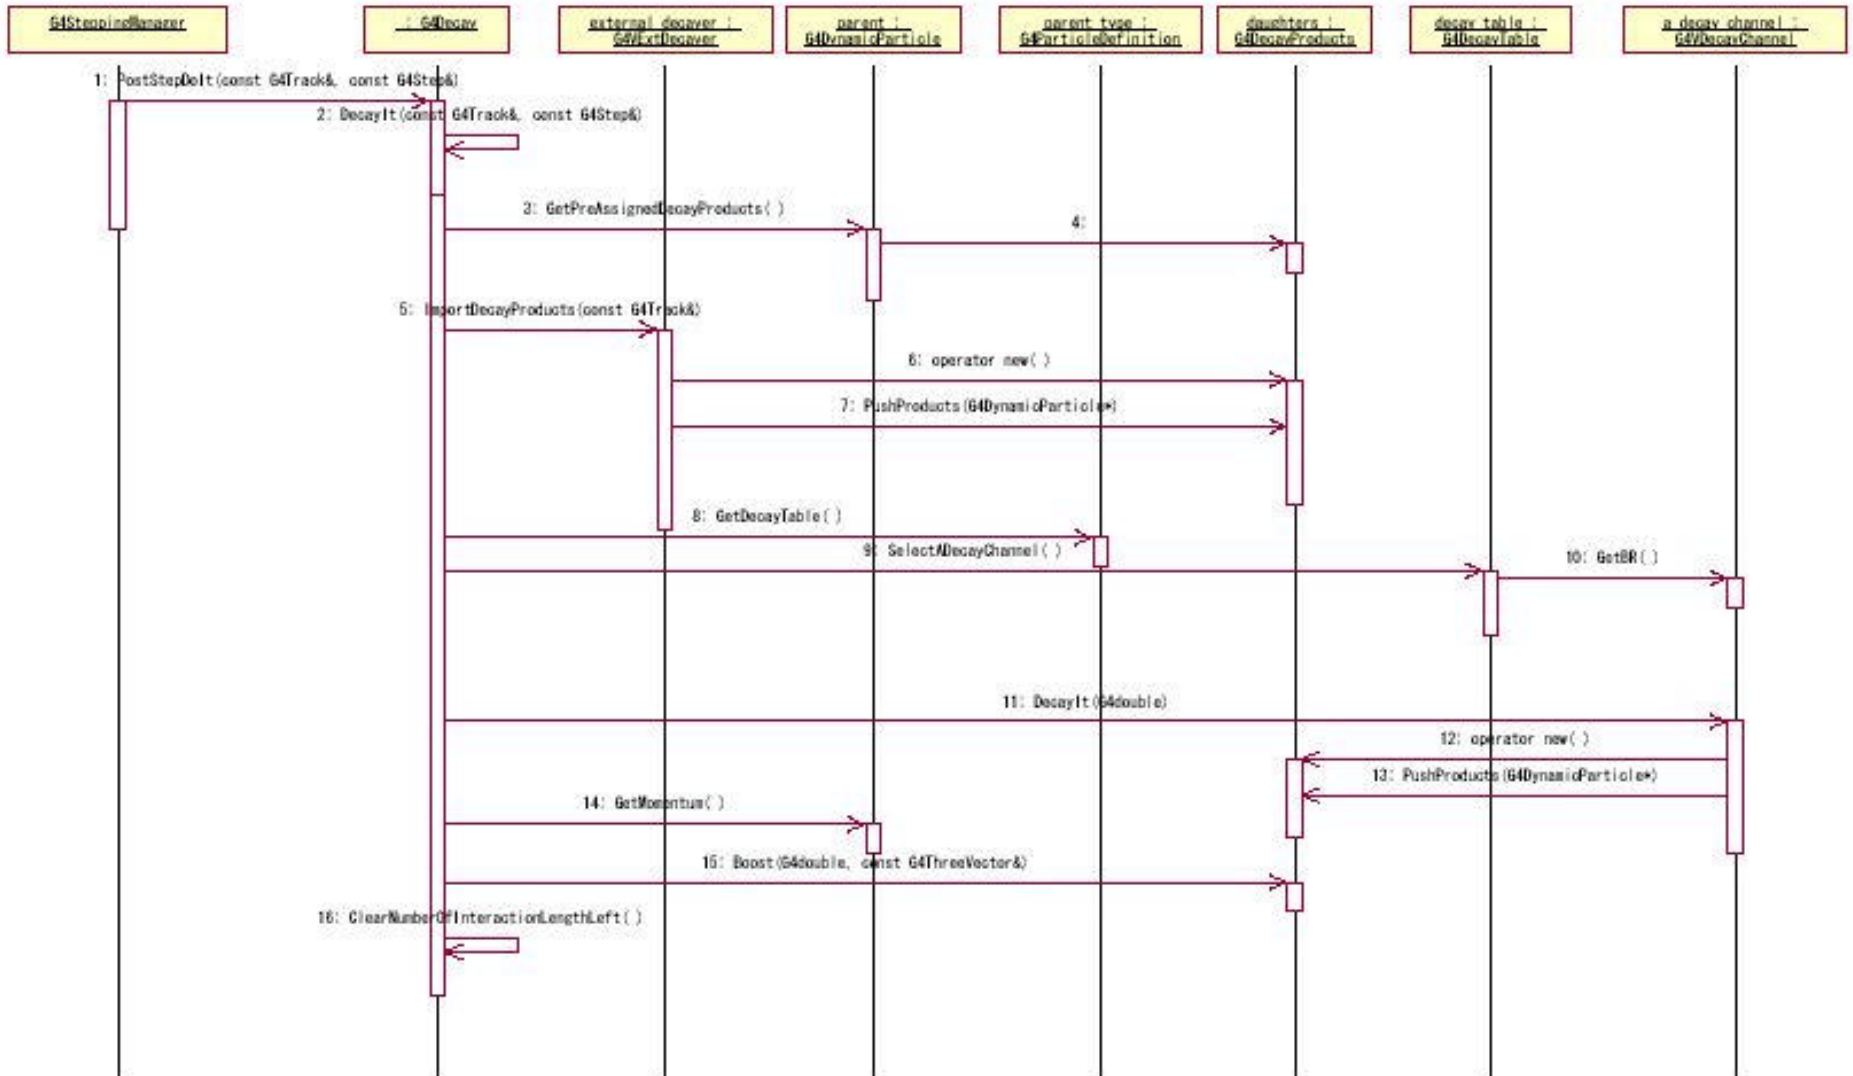 G4SteppingManager
: G4Decay
external decayer :
G4VExtDecayer
parent :
G4DynamicParticle
parent type :
G4ParticleDefinition
daughters :
G4DecayProducts
decay table :
G4DecayTable
a decay channel :
G4VDecayChannel
1: PostStepDoIt(const G4Track&, const G4Step&)
2: DecayIt(const G4Track&, const G4Step&)
3: GetPreAssignedDecayProducts( )
4:
5: ImportDecayProducts(const G4Track&)
6: operator new( )
7: PushProducts(G4DynamicParticle*)
8: GetDecayTable( )
9: SelectADecayChannel( )
10: GetBR( )
11: DecayIt(G4double)
12: operator new( )
13: PushProducts(G4DynamicParticle*)
14: GetMomentum( )
15: Boost(G4double, const G4ThreeVector&)
16: ClearNumberOfInteractionLengthLeft( )